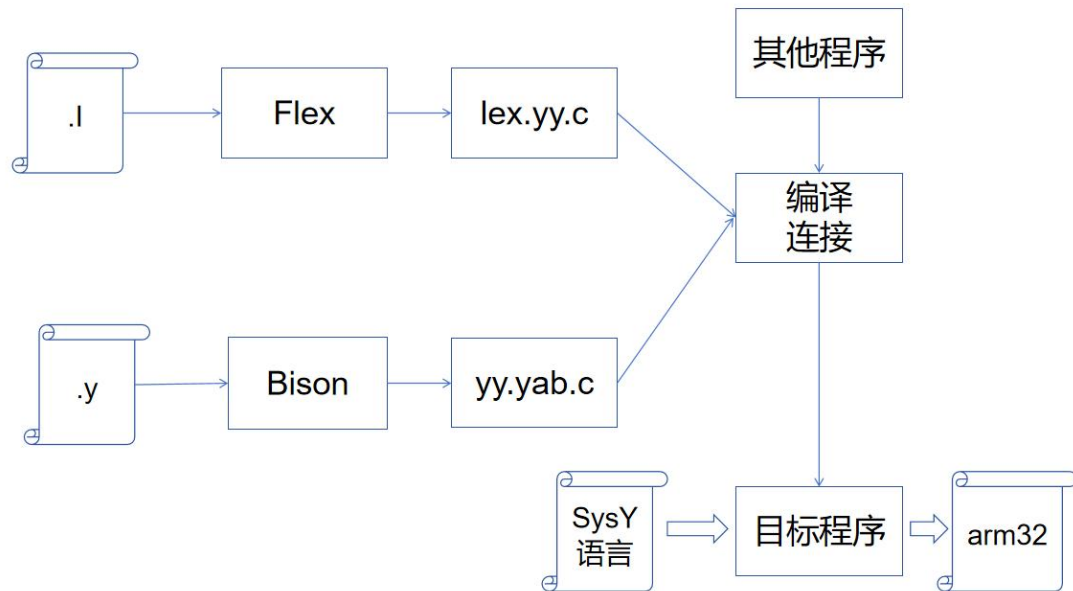 .l
Flex
lex.yy.c
其他程序
编译
连接
.y
Bison
yy.yab.c
SysY
语言
目标程序
arm32